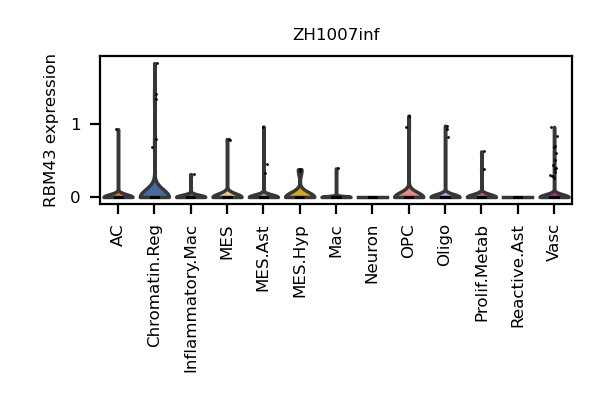 ZH1007inf
RBM43 expression
1
0
AC
Chromatin.Reg
Inflammatory.Mac
MES
MES.Ast
MES.Hyp
Mac
Neuron
OPC
Oligo
Prolif.Metab
Reactive.Ast
Vasc